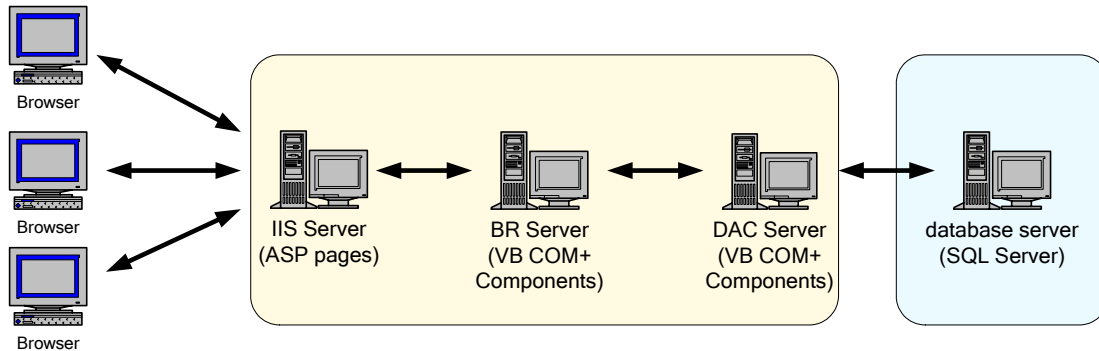 Browser
Browser
Browser
IIS Server
(ASP pages)
BR Server
(VB COM+
Components)
DAC Server
(VB COM+
Components)
database server
(SQL Server)